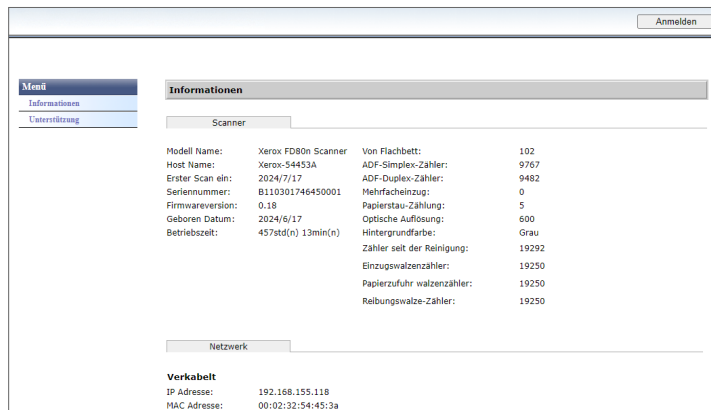 Anmelden
Menü
Informationen
Unterstützung
Informationen
Scanner
Modell Name: Xerox FD80n Scanner Von Flachbett: 102
Host Name: Xerox-54453A ADF-Simplex-Zähler: 9767
Erster Scan ein: 2024/7/17 ADF-Duplex-Zähler: 9482
Seriennummer: B110301746450001 Mehrfacheinzug: 0
Firmwareversion: 0.18 Papierstau-Zählung: 5
Geboren Datum: 2024/6/17 Optische Auflösung: 600
Betriebszeit: 457std(n) 13min(n) Hintergrundfarbe: Grau
Zähler seit der Reinigung: 19292
Einzugswalzenzähler: 19250
Papierzufuhr walzenzähler: 19250
Reibungswalze-Zähler: 19250
Netzwerk
Verkabelt
IP Adresse: 192.168.155.118
MAC Adresse: 00:02:32:54:45:3a